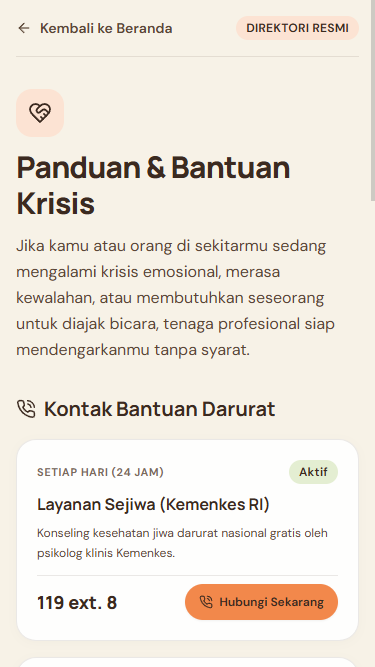 Kembali ke Beranda
DIREKTORI RESMI
Panduan & Bantuan
Krisis
Jika kamu atau orang di sekitarmu sedang
mengalami krisis emosional, merasa
kewalahan, atau membutuhkan seseorang
untuk diajak bicara, tenaga profesional siap
mendengarkanmu tanpa syarat.
Kontak Bantuan Darurat
SETIAP HARI (24 JAM)
Aktif
Layanan Sejiwa (Kemenkes RI)
Konseling kesehatan jiwa darurat nasional gratis oleh
psikolog klinis Kemenkes.
119 ext. 8
Hubungi Sekarang